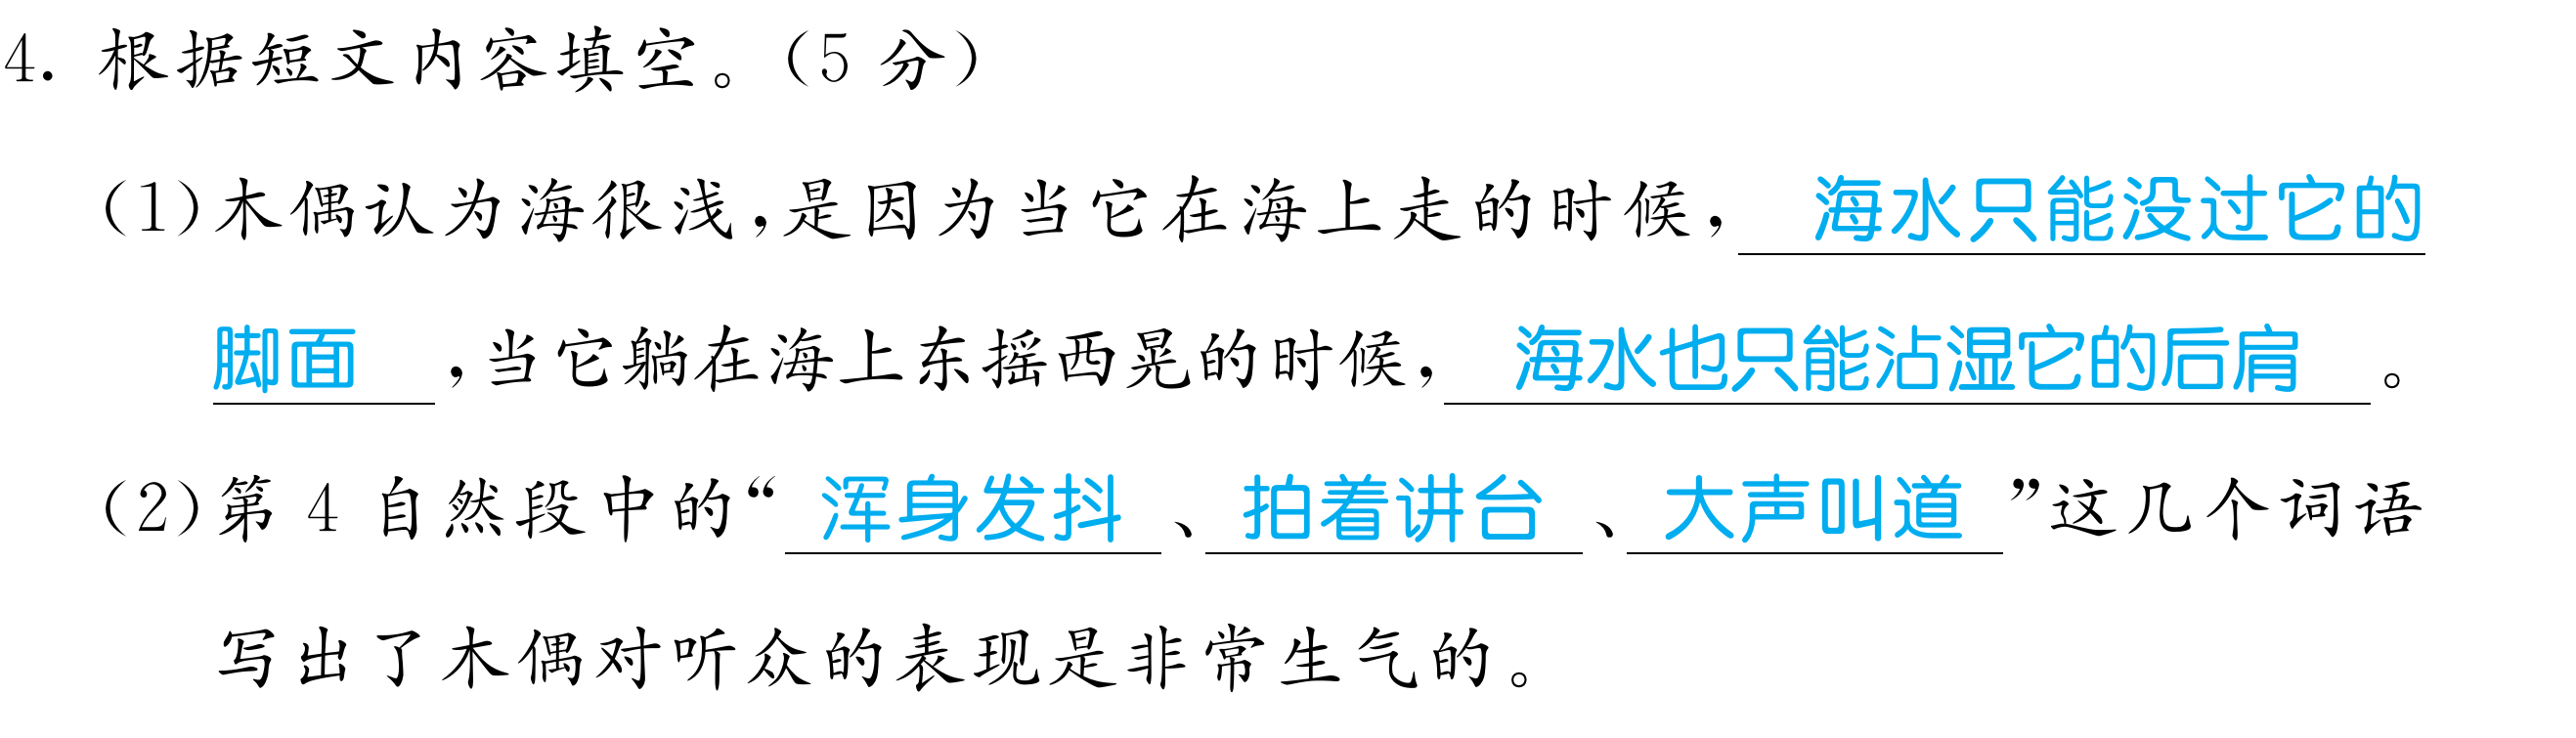 4. 根据短文内容填空。(5 分)
(1)木偶认为海很浅,是因为当它在海上走的时候,海水只能没过它的
脚面,当它躺在海上东摇西晃的时候,海水也只能沾湿它的后肩。
(2)第 4 自然段中的“浑身发抖、拍着讲台、大声叫道”这几个词语
写出了木偶对听众的表现是非常生气的。